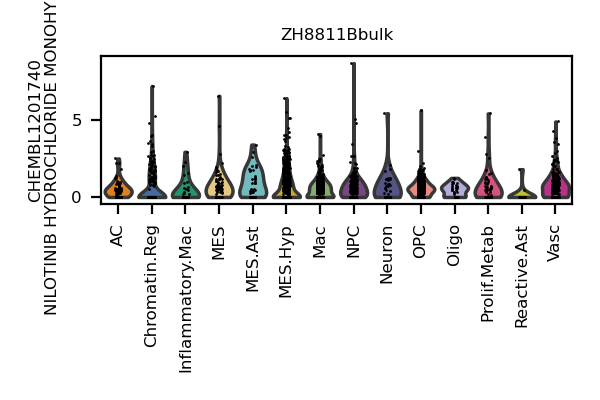 ZH8811Bbulk
CHEMBL1201740
NILOTINIB HYDROCHLORIDE MONOHY
5
0
AC
Chromatin.Reg
Inflammatory.Mac
MES
MES.Ast
MES.Hyp
Mac
NPC
Neuron
OPC
Oligo
Prolif.Metab
Reactive.Ast
Vasc